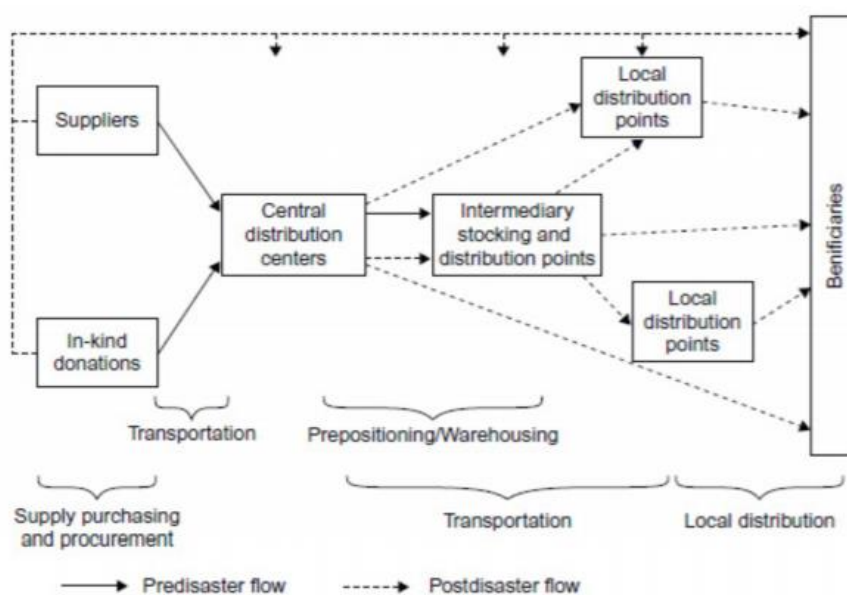 Suppliers
In-kind
donations
Central
distribution
centers
Intermediary
stocking and
distribution points
Local
distribution
points
Local
distribution
points
Benificiaries
Transportation
Prepositioning/Warehousing
Supply purchasing
and procurement
Transportation
Local distribution
Predisaster flow
Postdisaster flow